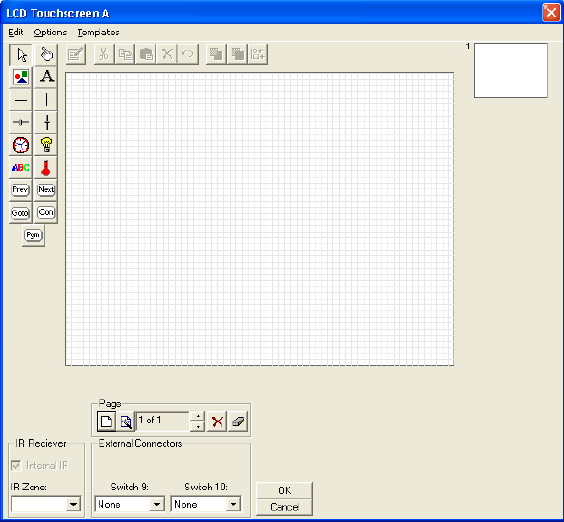 LCD Touchscreen A
Edit Options Templates
1
A
ABC
Prev Next
Goto Con
Pgm
Page
1 of 1
IR Reciever
Internal IR
IR Zone:
External Connectors
Switch 9: Switch 10:
None None
OK
Cancel